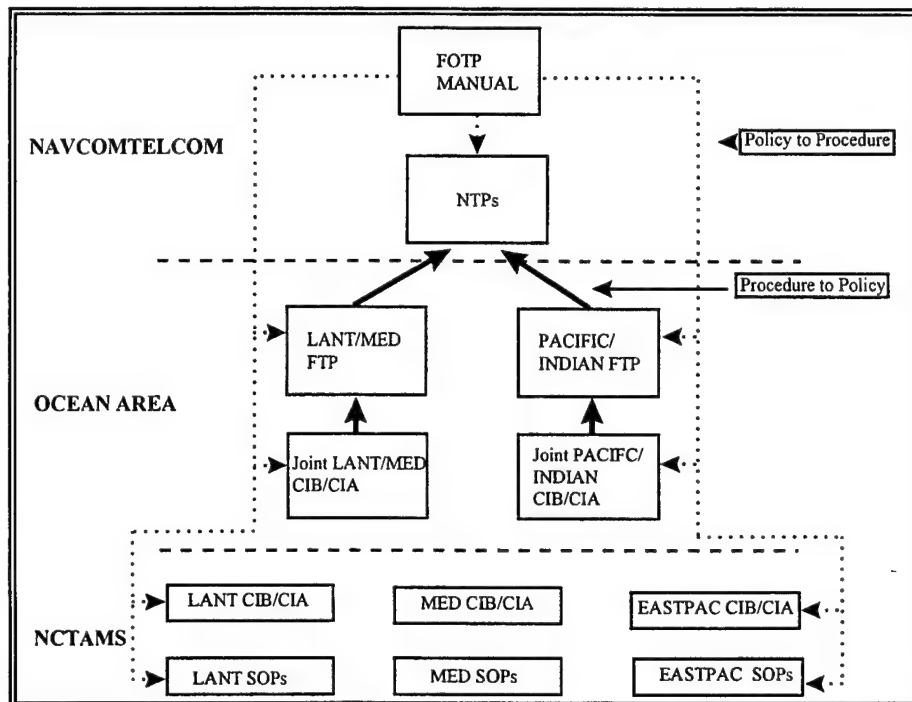 FOTP
MANUAL
NAVCOMTELCOM
Policy to Procedure
NTPs
Procedure to Policy
LANT/MED
FTP
PACIFIC/
INDIAN FTP
OCEAN AREA
Joint LANT/MED
CIB/CIA
Joint PACIFC/
INDIAN
CIB/CIA
LANT CIB/CIA
MED CIB/CIA
EASTPAC CIB/CIA
NCTAMS
LANT SOPs
MED SOPs
EASTPAC SOPs